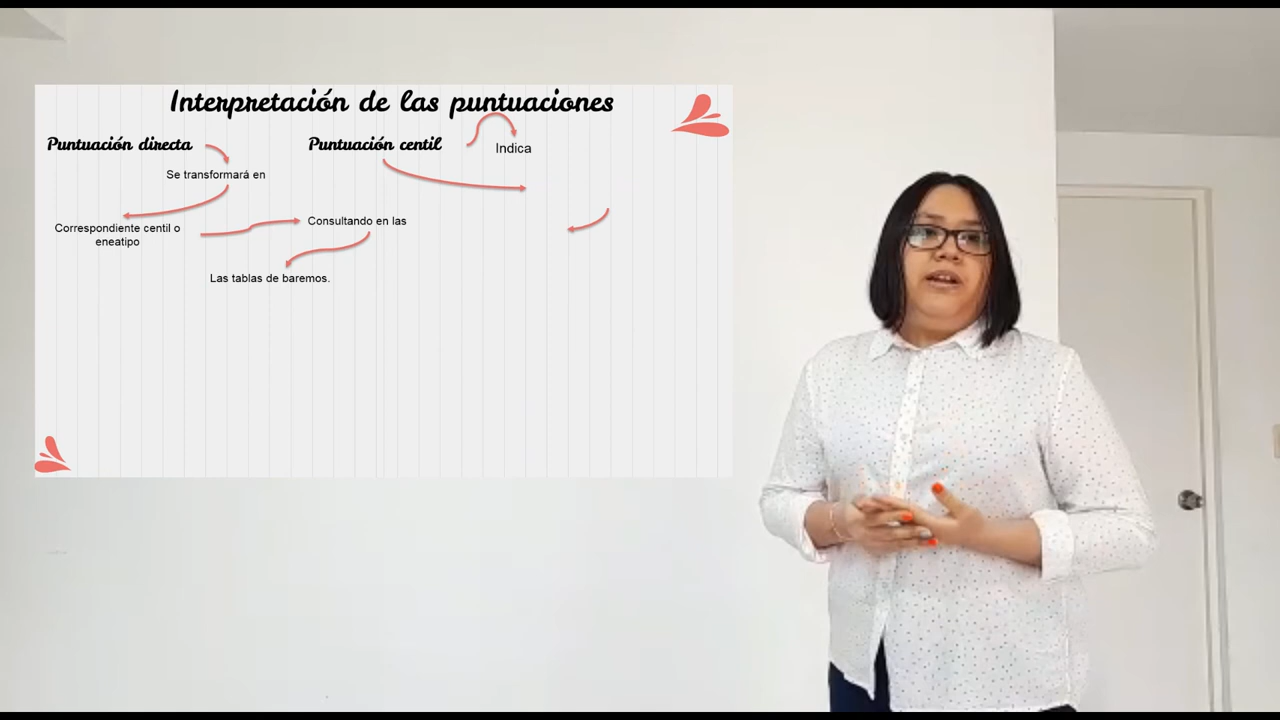 Interpretación de las puntuaciones
Puntuación directa
Puntuación centil
Indica
Se transformará en
Correspondiente centil o
eneatipo
Consultando en las
Las tablas de baremos.